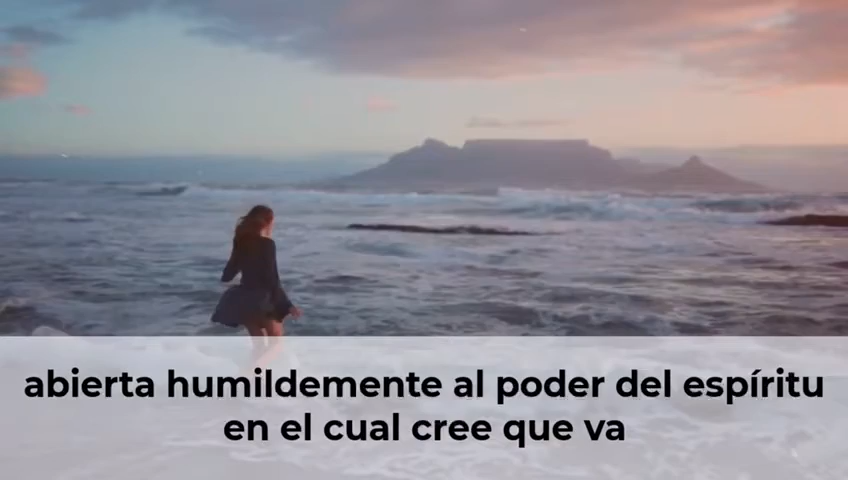 abierta humildemente al poder del espíritu
en el cual cree que va